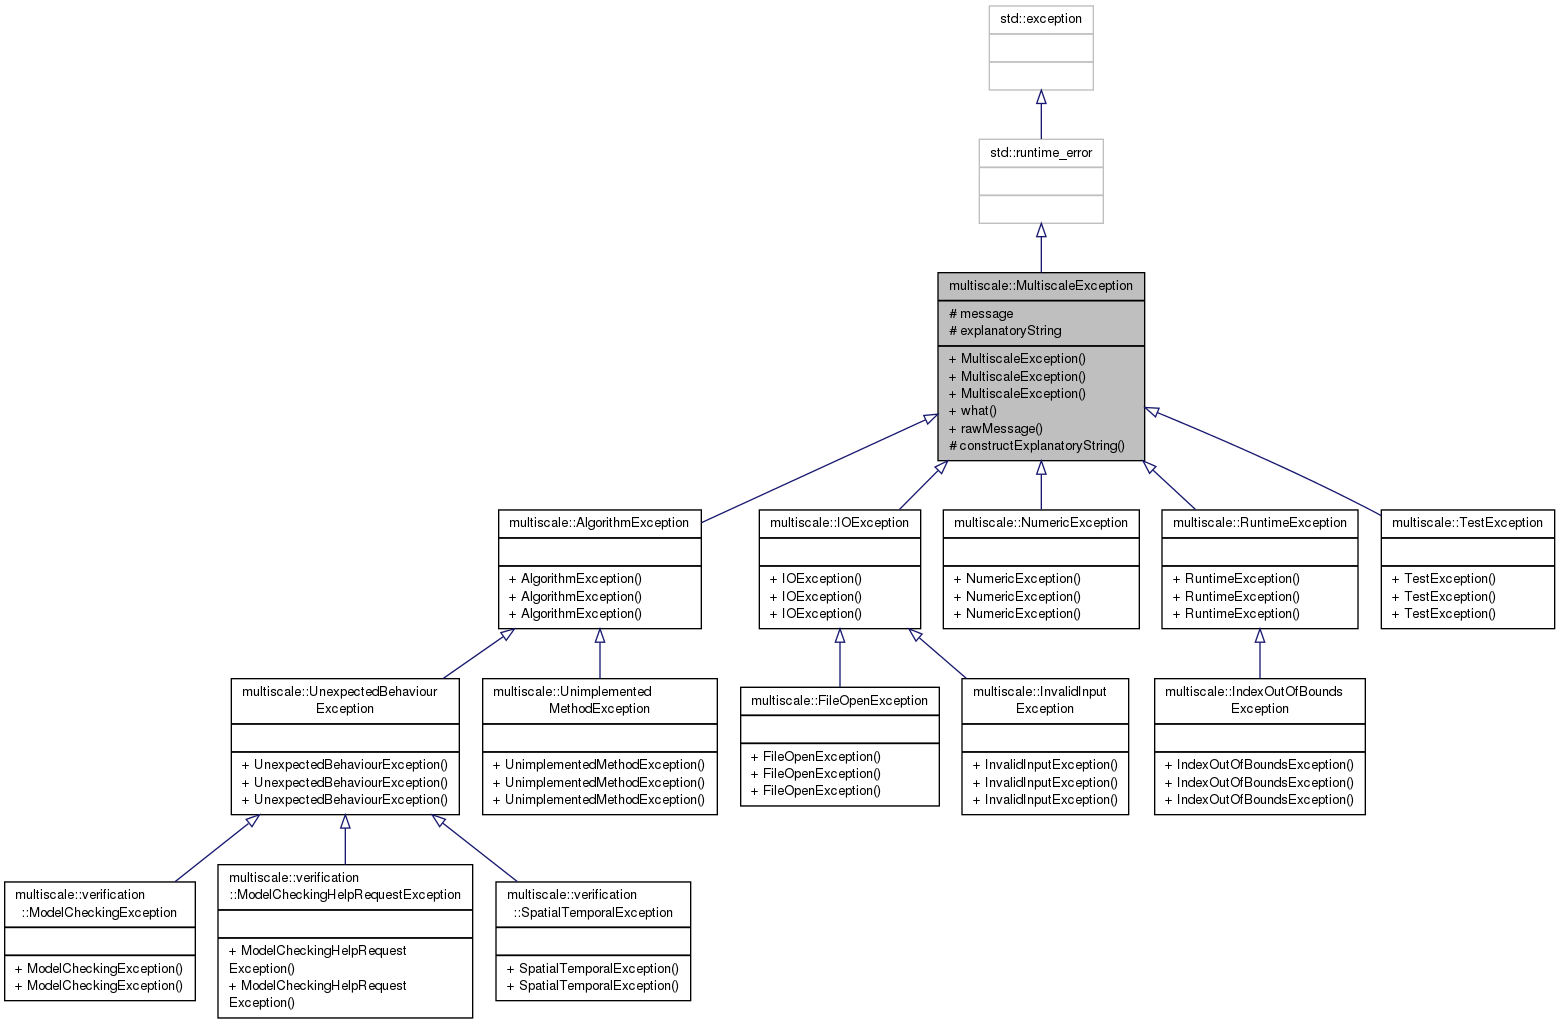 std::exception
std::runtime_error
multiscale::MultiscaleException
# message
# explanatoryString
+ MultiscaleException()
+ MultiscaleException()
+ MultiscaleException()
+ what()
+ rawMessage()
# constructExplanatoryString()
multiscale::AlgorithmException
+ AlgorithmException()
+ AlgorithmException()
+ AlgorithmException()
multiscale::IOException
+ IOException()
+ IOException()
+ IOException()
multiscale::NumericException
+ NumericException()
+ NumericException()
+ NumericException()
multiscale::RuntimeException
+ RuntimeException()
+ RuntimeException()
+ RuntimeException()
multiscale::TestException
+ TestException()
+ TestException()
+ TestException()
multiscale::UnexpectedBehaviour
Exception
+ UnexpectedBehaviourException()
+ UnexpectedBehaviourException()
+ UnexpectedBehaviourException()
multiscale::Unimplemented
MethodException
+ UnimplementedMethodException()
+ UnimplementedMethodException()
+ UnimplementedMethodException()
multiscale::FileOpenException
+ FileOpenException()
+ FileOpenException()
+ FileOpenException()
multiscale::InvalidInput
Exception
+ InvalidInputException()
+ InvalidInputException()
+ InvalidInputException()
multiscale::IndexOutOfBounds
Exception
+ IndexOutOfBoundsException()
+ IndexOutOfBoundsException()
+ IndexOutOfBoundsException()
multiscale::verification
::ModelCheckingException
+ ModelCheckingException()
+ ModelCheckingException()
multiscale::verification
::ModelCheckingHelpRequestException
+ ModelCheckingHelpRequest
Exception()
+ ModelCheckingHelpRequest
Exception()
multiscale::verification
::SpatialTemporalException
+ SpatialTemporalException()
+ SpatialTemporalException()